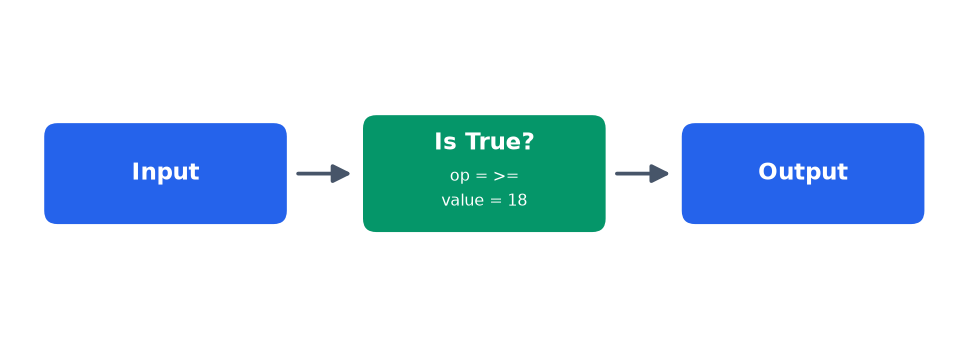 Input
Is True?
op = >=
value = 18
Output